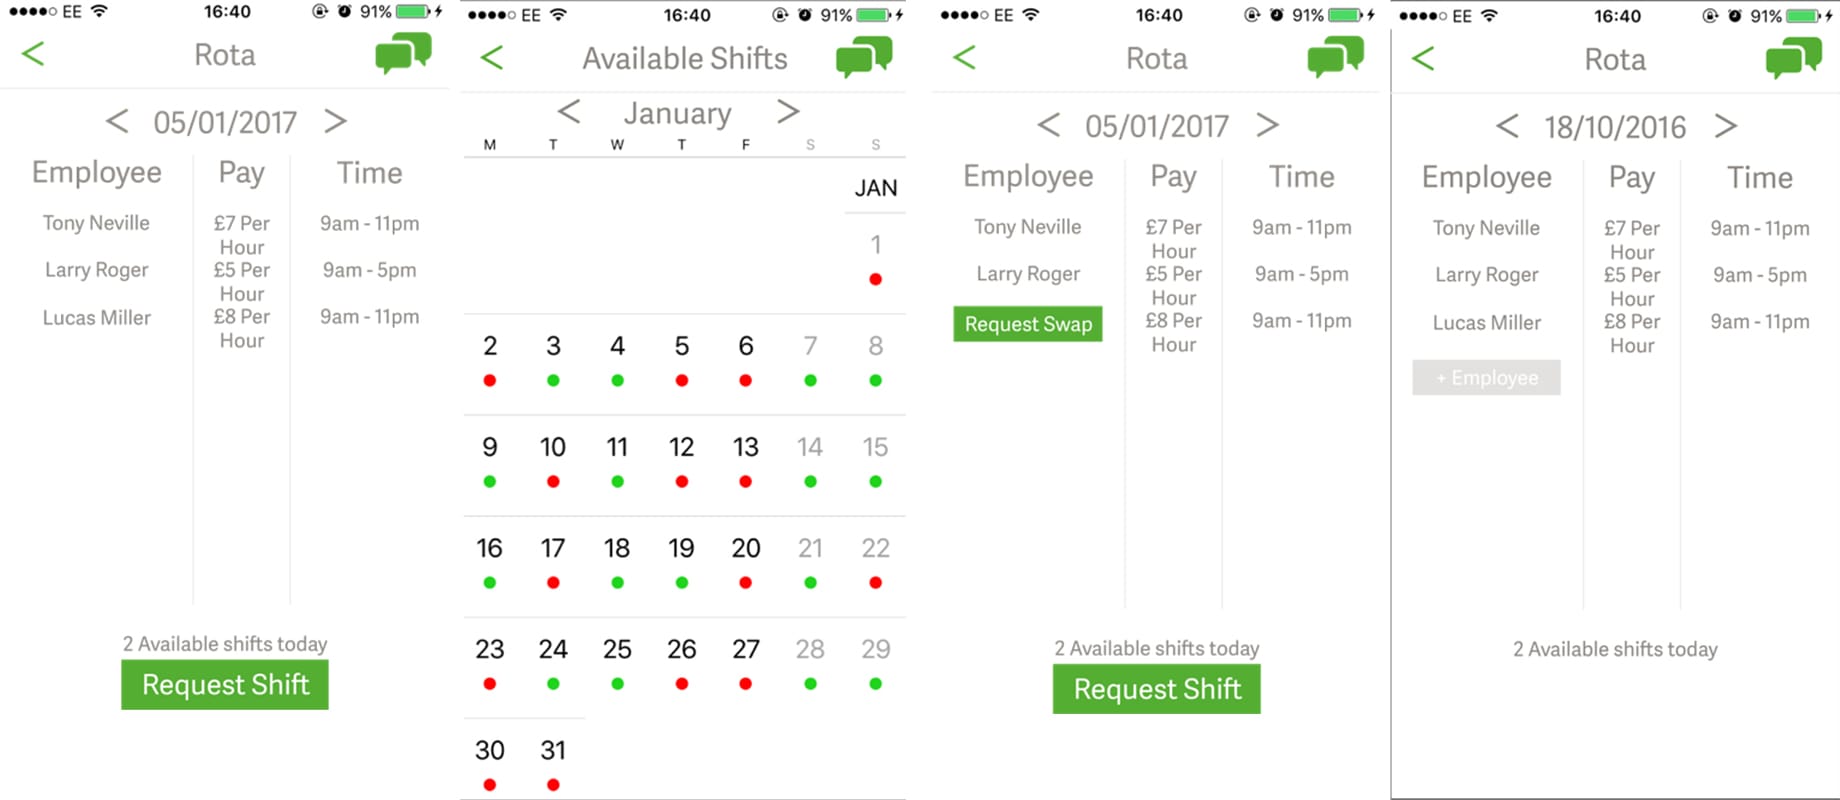 EE 16:40 91%
Rota
< 05/01/2017 >
Employee Pay Time
Tony Neville £7 Per Hour 9am - 11pm
Larry Roger £5 Per Hour 9am - 5pm
Lucas Miller £8 Per Hour 9am - 11pm
2 Available shifts today
Request Shift
EE 16:40 91%
Available Shifts
< January >
M T W T F S S
JAN
1
2 3 4 5 6 7 8
9 10 11 12 13 14 15
16 17 18 19 20 21 22
23 24 25 26 27 28 29
30 31
EE 16:40 91%
Rota
< 05/01/2017 >
Employee Pay Time
Tony Neville £7 Per Hour 9am - 11pm
Larry Roger £5 Per Hour 9am - 5pm
Request Swap £8 Per Hour 9am - 11pm
2 Available shifts today
Request Shift
EE 16:40 91%
Rota
< 18/10/2016 >
Employee Pay Time
Tony Neville £7 Per Hour 9am - 11pm
Larry Roger £5 Per Hour 9am - 5pm
Lucas Miller £8 Per Hour 9am - 11pm
+ Employee
2 Available shifts today